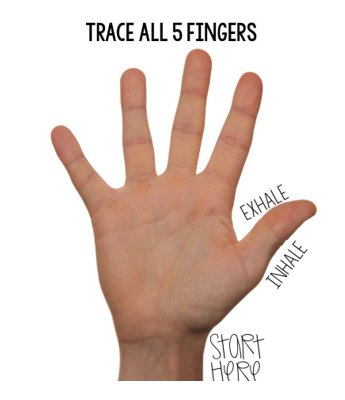 TRACE ALL 5 FINGERS
EXHALE
INHALE
START
HERE